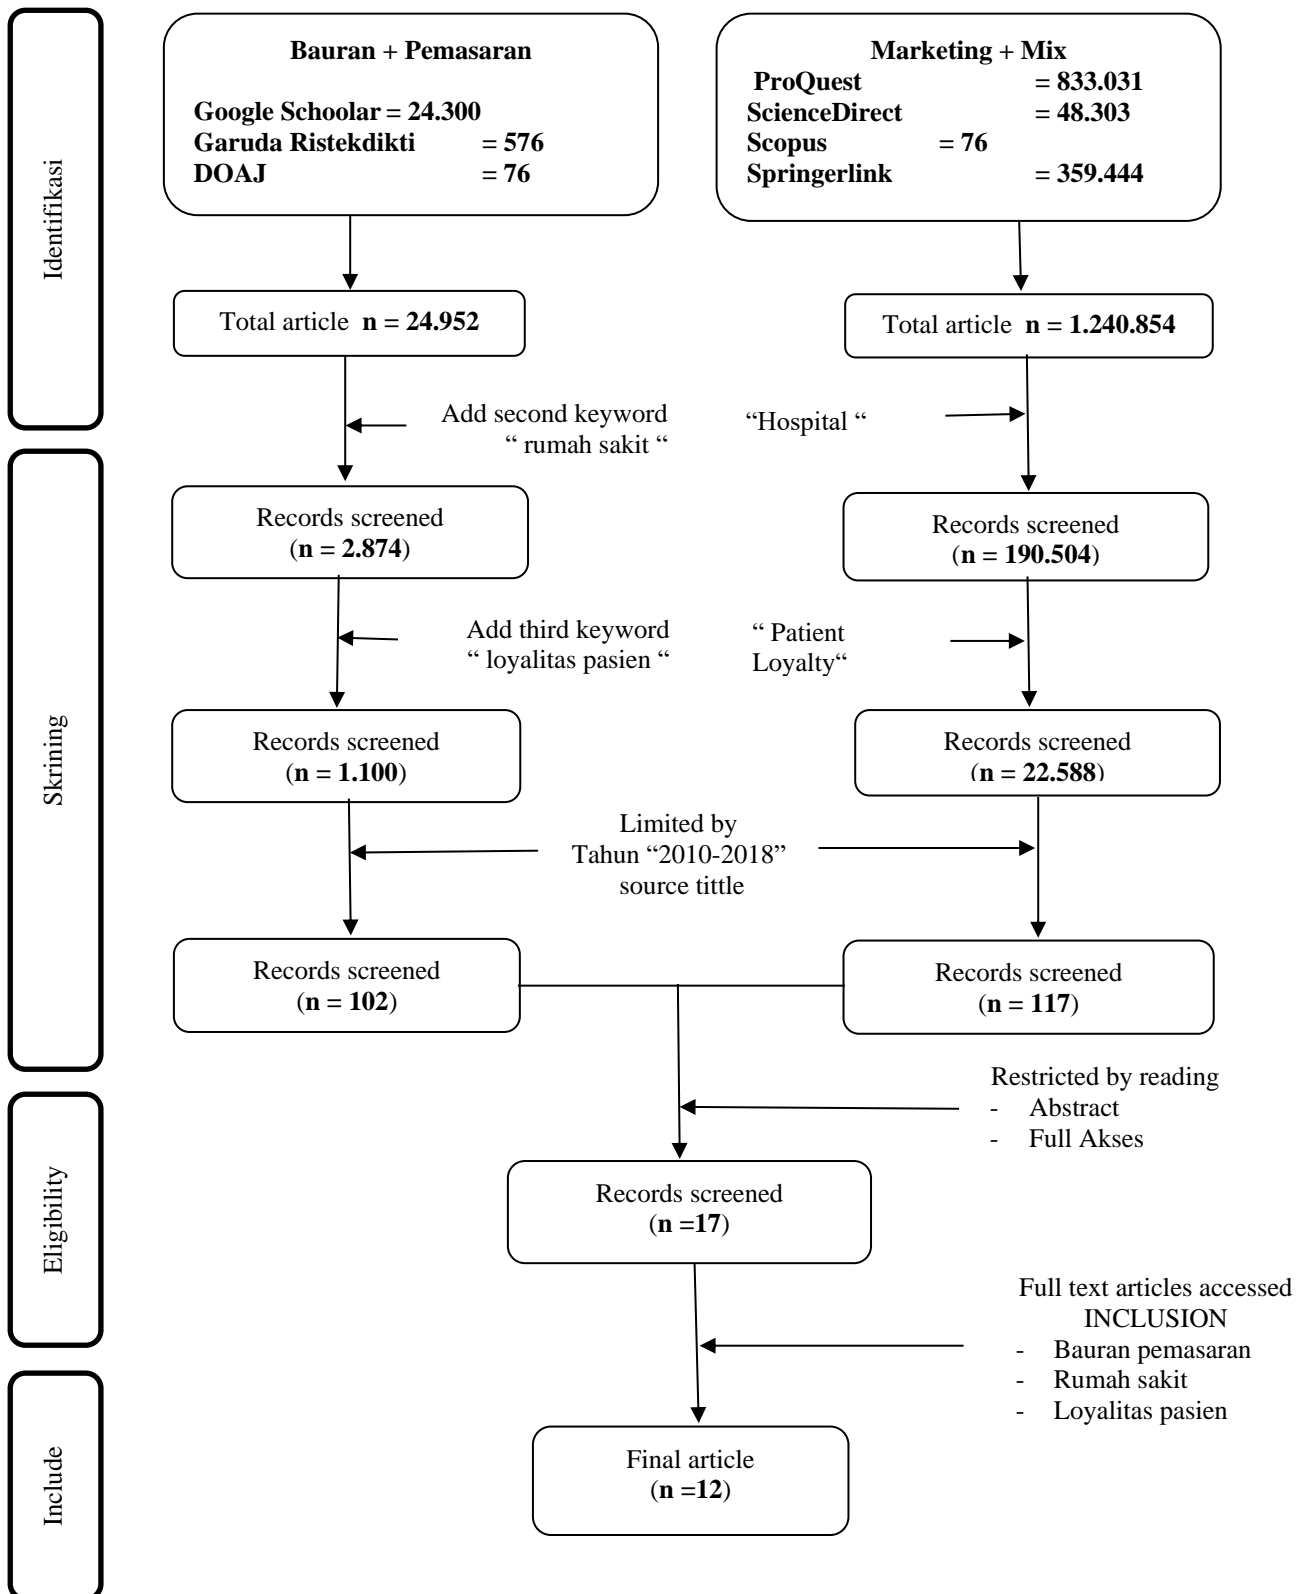 Identifikasi
Bauran + Pemasaran
Google Schoolar = 24.300
Garuda Ristekdikti = 576
DOAJ = 76
Marketing + Mix
ProQuest = 833.031
ScienceDirect = 48.303
Scopus = 76
Springerlink = 359.444
Total article n = 24.952
Total article n = 1.240.854
Add second keyword
“ rumah sakit “
“Hospital “
Skrining
Records screened
(n = 2.874)
Records screened
(n = 190.504)
Add third keyword
“ loyalitas pasien “
“ Patient
Loyalty“
Records screened
(n = 1.100)
Records screened
(n = 22.588)
Limited by
Tahun “2010-2018”
source tittle
Records screened
(n = 102)
Records screened
(n = 117)
Restricted by reading
- Abstract
- Full Akses
Eligibility
Records screened
(n =17)
Full text articles accessed
INCLUSION
- Bauran pemasaran
- Rumah sakit
- Loyalitas pasien
Include
Final article
(n =12)